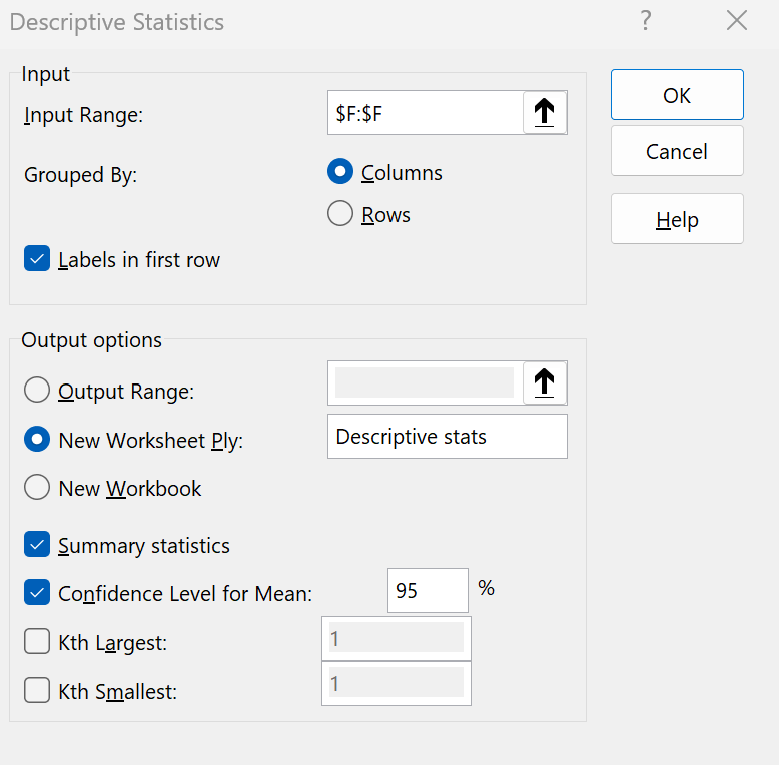 Descriptive Statistics ?
Input
Input Range: $F:$F
Grouped By: Columns
Rows
Labels in first row
OK
Cancel
Help
Output options
Output Range:
New Worksheet Ply: Descriptive stats
New Workbook
Summary statistics
Confidence Level for Mean: 95 %
Kth Largest: 1
Kth Smallest: 1